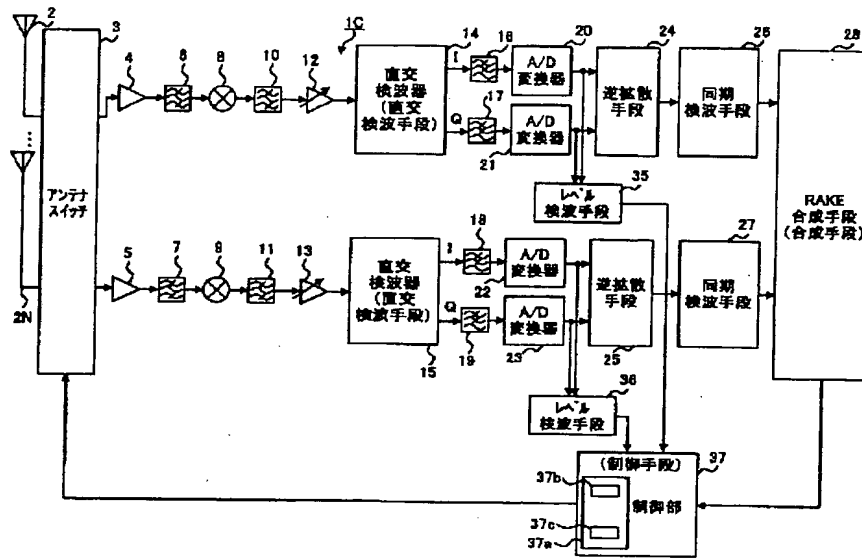 2
3
1C
4
6
8
10
12
14
16
20
24
26
28
直交
検波器
(直交
検波手段)
I
Q
A/D
変換器
17
A/D
変換器
21
逆拡散
手段
同期
検波手段
アンテナ
スイッチ
レベル
検波手段
35
RAKE
合成手段
(合成手段)
5
7
9
11
13
2N
直交
検波器
(直交
検波手段)
15
I
Q
18
A/D
変換器
22
19
A/D
変換器
23
逆拡散
手段
25
同期
検波手段
27
レベル
検波手段
36
(制御手段)
37
37b
制御部
37c
37a